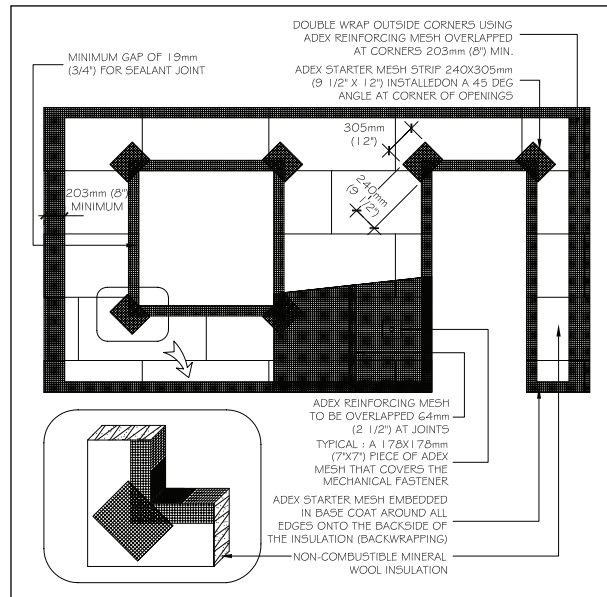 DOUBLE WRAP OUTSIDE CORNERS USING
ADEX REINFORCING MESH OVERLAPPED
AT CORNERS 203mm (8") MIN.
MINIMUM GAP OF 19mm
(3/4") FOR SEALANT JOINT
ADEX STARTER MESH STRIP 240X305mm
(9 1/2" X 12") INSTALLEDON A 45 DEG
ANGLE AT CORNER OF OPENINGS
305mm
(12")
240mm
(9 1/2")
203mm (8")
MINIMUM
ADEX REINFORCING MESH
TO BE OVERLAPPED 64mm
(2 1/2") AT JOINTS
TYPICAL : A 178X178mm
(7"X7") PIECE OF ADEX
MESH THAT COVERS THE
MECHANICAL FASTENER
ADEX STARTER MESH EMBEDDED
IN BASE COAT AROUND ALL
EDGES ONTO THE BACKSIDE OF
THE INSULATION (BACKWRAPPING)
NON-COMBUSTIBLE MINERAL
WOOL INSULATION